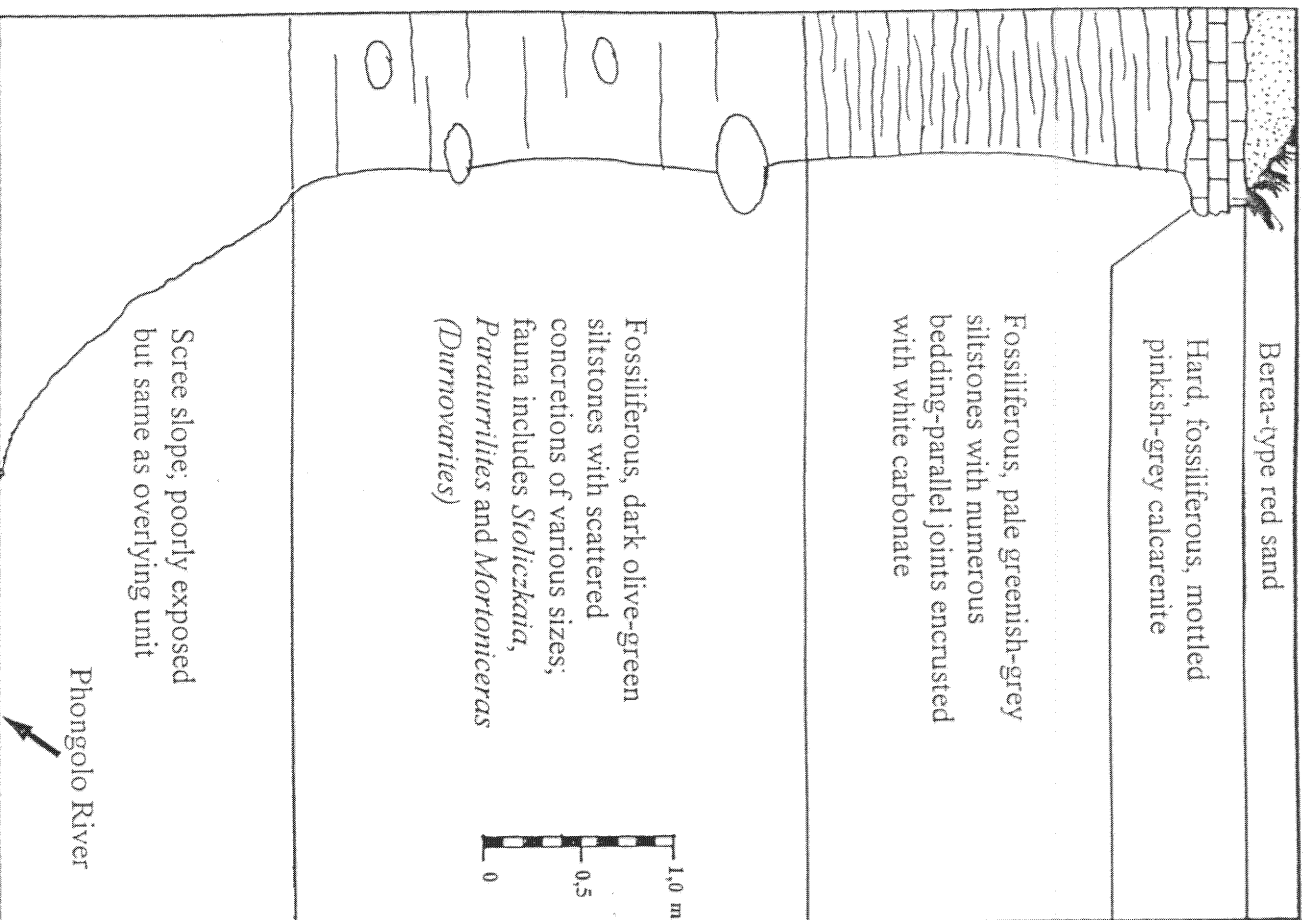 Berea-type red sand
Hard, fossiliferous, mottled
pinkish-grey calcarenite
Fossiliferous, pale greenish-grey
siltstones with numerous
bedding-parallel joints encrusted
with white carbonate
Fossiliferous, dark olive-green
siltstones with scattered
concretions of various sizes;
fauna includes Stoliczkaia,
Paraturrilites and Mortoniceras
(Durnovarites)
1,0 m
0,5
0
Scree slope; poorly exposed
but same as overlying unit
Phongolo River